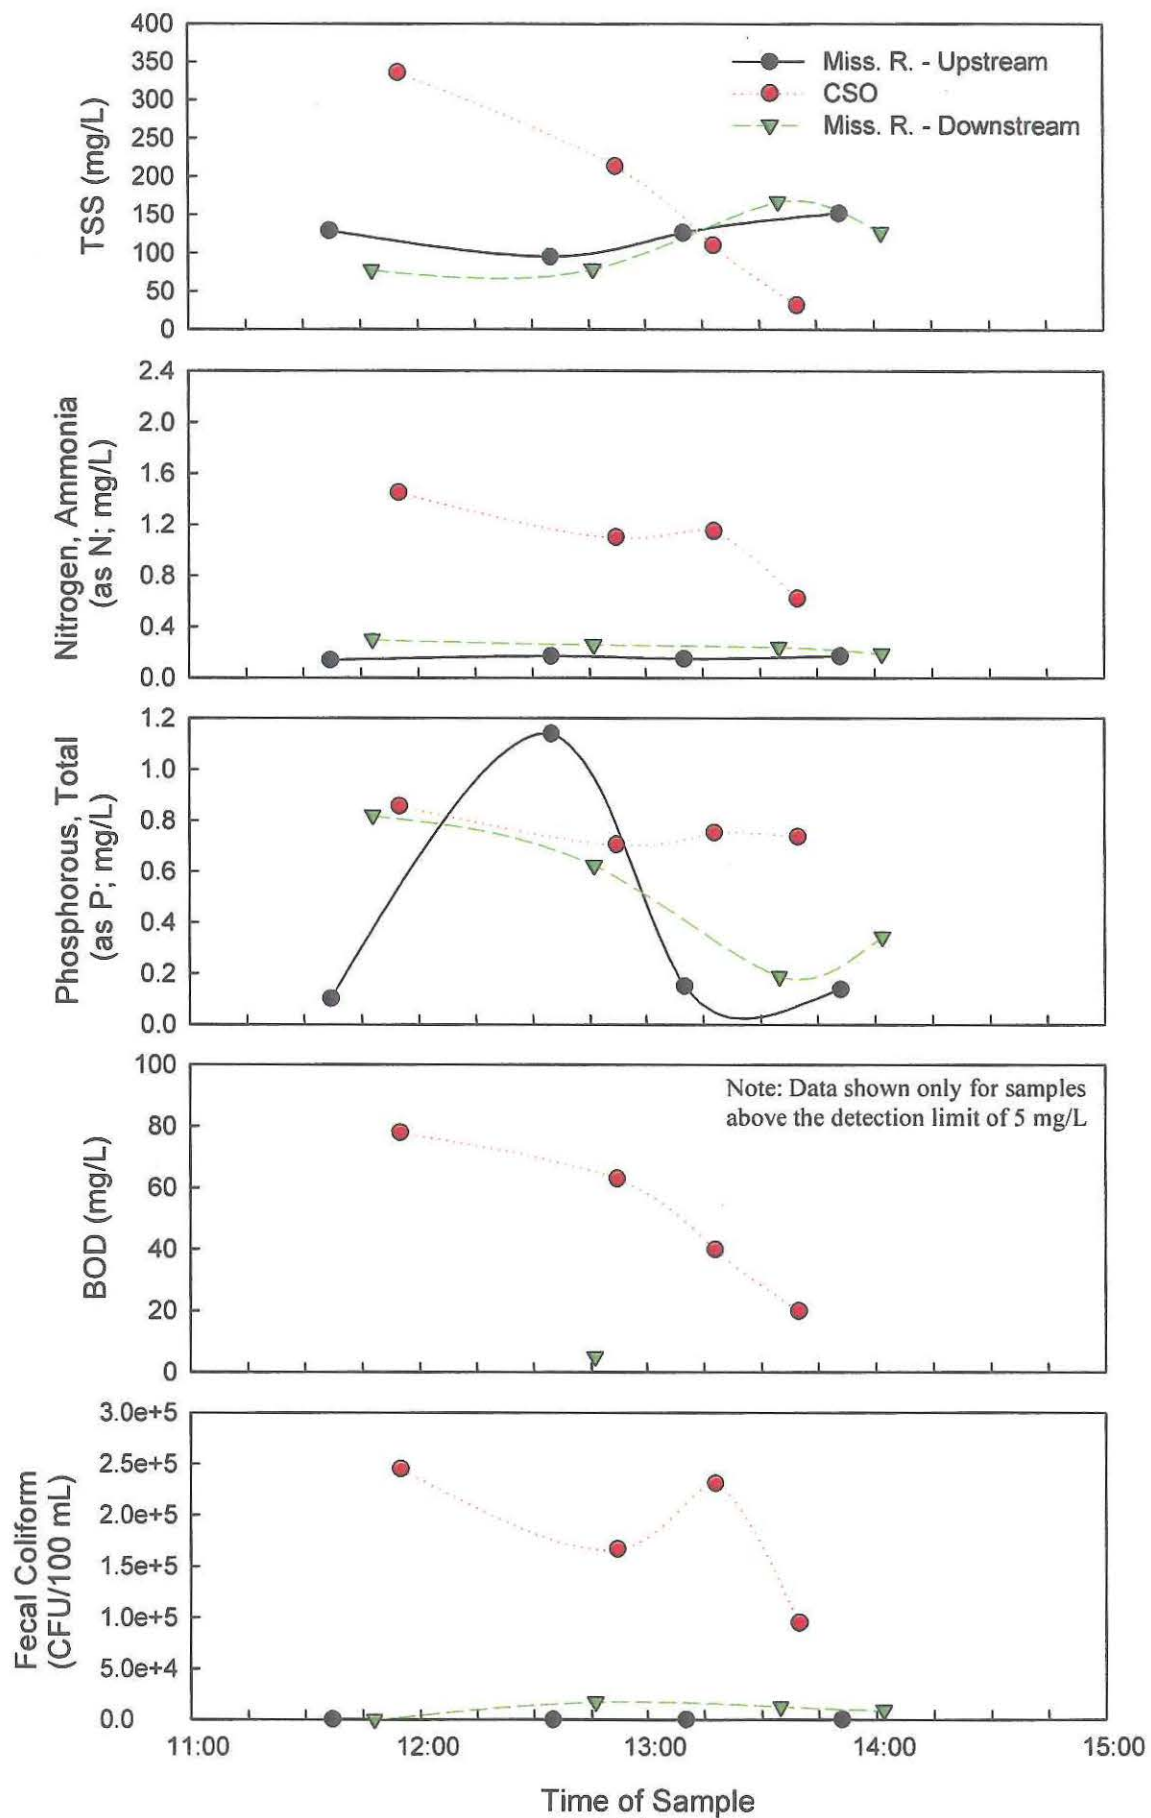 400
350
300
250
200
150
100
50
0
TSS (mg/L)
Miss. R. - Upstream
CSO
Miss. R. - Downstream
2.4
2.0
1.6
1.2
0.8
0.4
0.0
Nitrogen, Ammonia
(as N; mg/L)
1.2
1.0
0.8
0.6
0.4
0.2
0.0
Phosphorous, Total
(as P; mg/L)
100
80
60
40
20
0
BOD (mg/L)
Note: Data shown only for samples
above the detection limit of 5 mg/L
3.0e+5
2.5e+5
2.0e+5
1.5e+5
1.0e+5
5.0e+4
0.0
Fecal Coliform
(CFU/100 mL)
11:00
12:00
13:00
14:00
15:00
Time of Sample